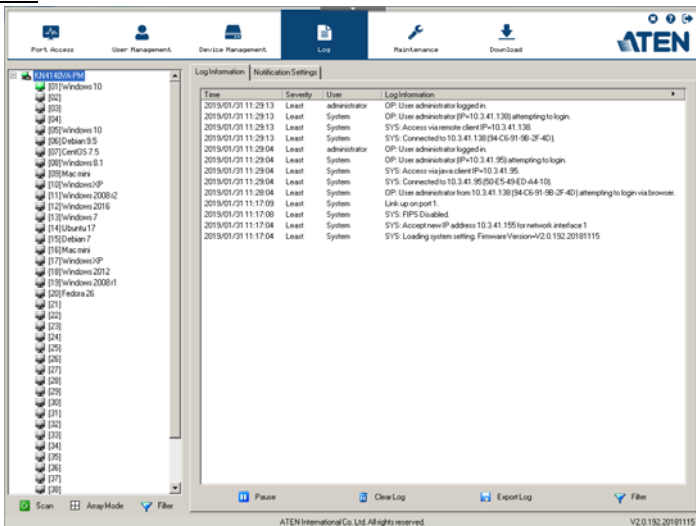 Port Access User Management Device Management Log Maintenance Download
ATEN
Log Information Notification Settings
KN4140VA-PM
[01]Windows 10
[02]
[03]
[04]
[05]Windows 10
[06]Debian 9.5
[07]CentOS 7.5
[08]Windows 8.1
[09]Mac mini
[10]WindowsXP
[11]Windows 2008r2
[12]Windows 2016
[13]Windows 7
[14]Ubuntu 17
[15]Debian 7
[16]Mac mini
[17]WindowsXP
[18]Windows 2012
[19]Windows 2008r1
[20]Fedora 26
[21]
[22]
[23]
[24]
[25]
[26]
[27]
[28]
[29]
[30]
[31]
[32]
[33]
[34]
[35]
[36]
[37]
[38]
Scan Array Mode Filter
Time Severity User Log Information
2019/01/31 11:29:13 Least administrator OP: User administrator logged in.
2019/01/31 11:29:13 Least System OP: User administrator (IP=10.3.41.138) attempting to login.
2019/01/31 11:29:13 Least System SYS: Access via remote client IP=10.3.41.138.
2019/01/31 11:29:13 Least System SYS: Connected to 10.3.41.138 (94-C6-91-9B-2F-4D).
2019/01/31 11:29:04 Least administrator OP: User administrator logged in.
2019/01/31 11:29:04 Least System OP: User administrator (IP=10.3.41.95) attempting to login.
2019/01/31 11:29:04 Least System SYS: Access via java client IP=10.3.41.95.
2019/01/31 11:29:04 Least System SYS: Connected to 10.3.41.95 (50-E5-49-ED-A4-10).
2019/01/31 11:28:04 Least System OP: User administrator from 10.3.41.138 (94-C6-91-9B-2F-4D) attempting to login via browser.
2019/01/31 11:17:09 Least System Link up on port 1.
2019/01/31 11:17:08 Least System SYS: FIPS Disabled.
2019/01/31 11:17:04 Least System SYS: Accept new IP address 10.3.41.155 for network interface 1
2019/01/31 11:17:04 Least System SYS: Loading system setting. Firmware Version=V2.0.192.20181115
Pause Clear Log Export Log Filter
ATEN International Co. Ltd. All rights reserved. V2.0.192.20181115